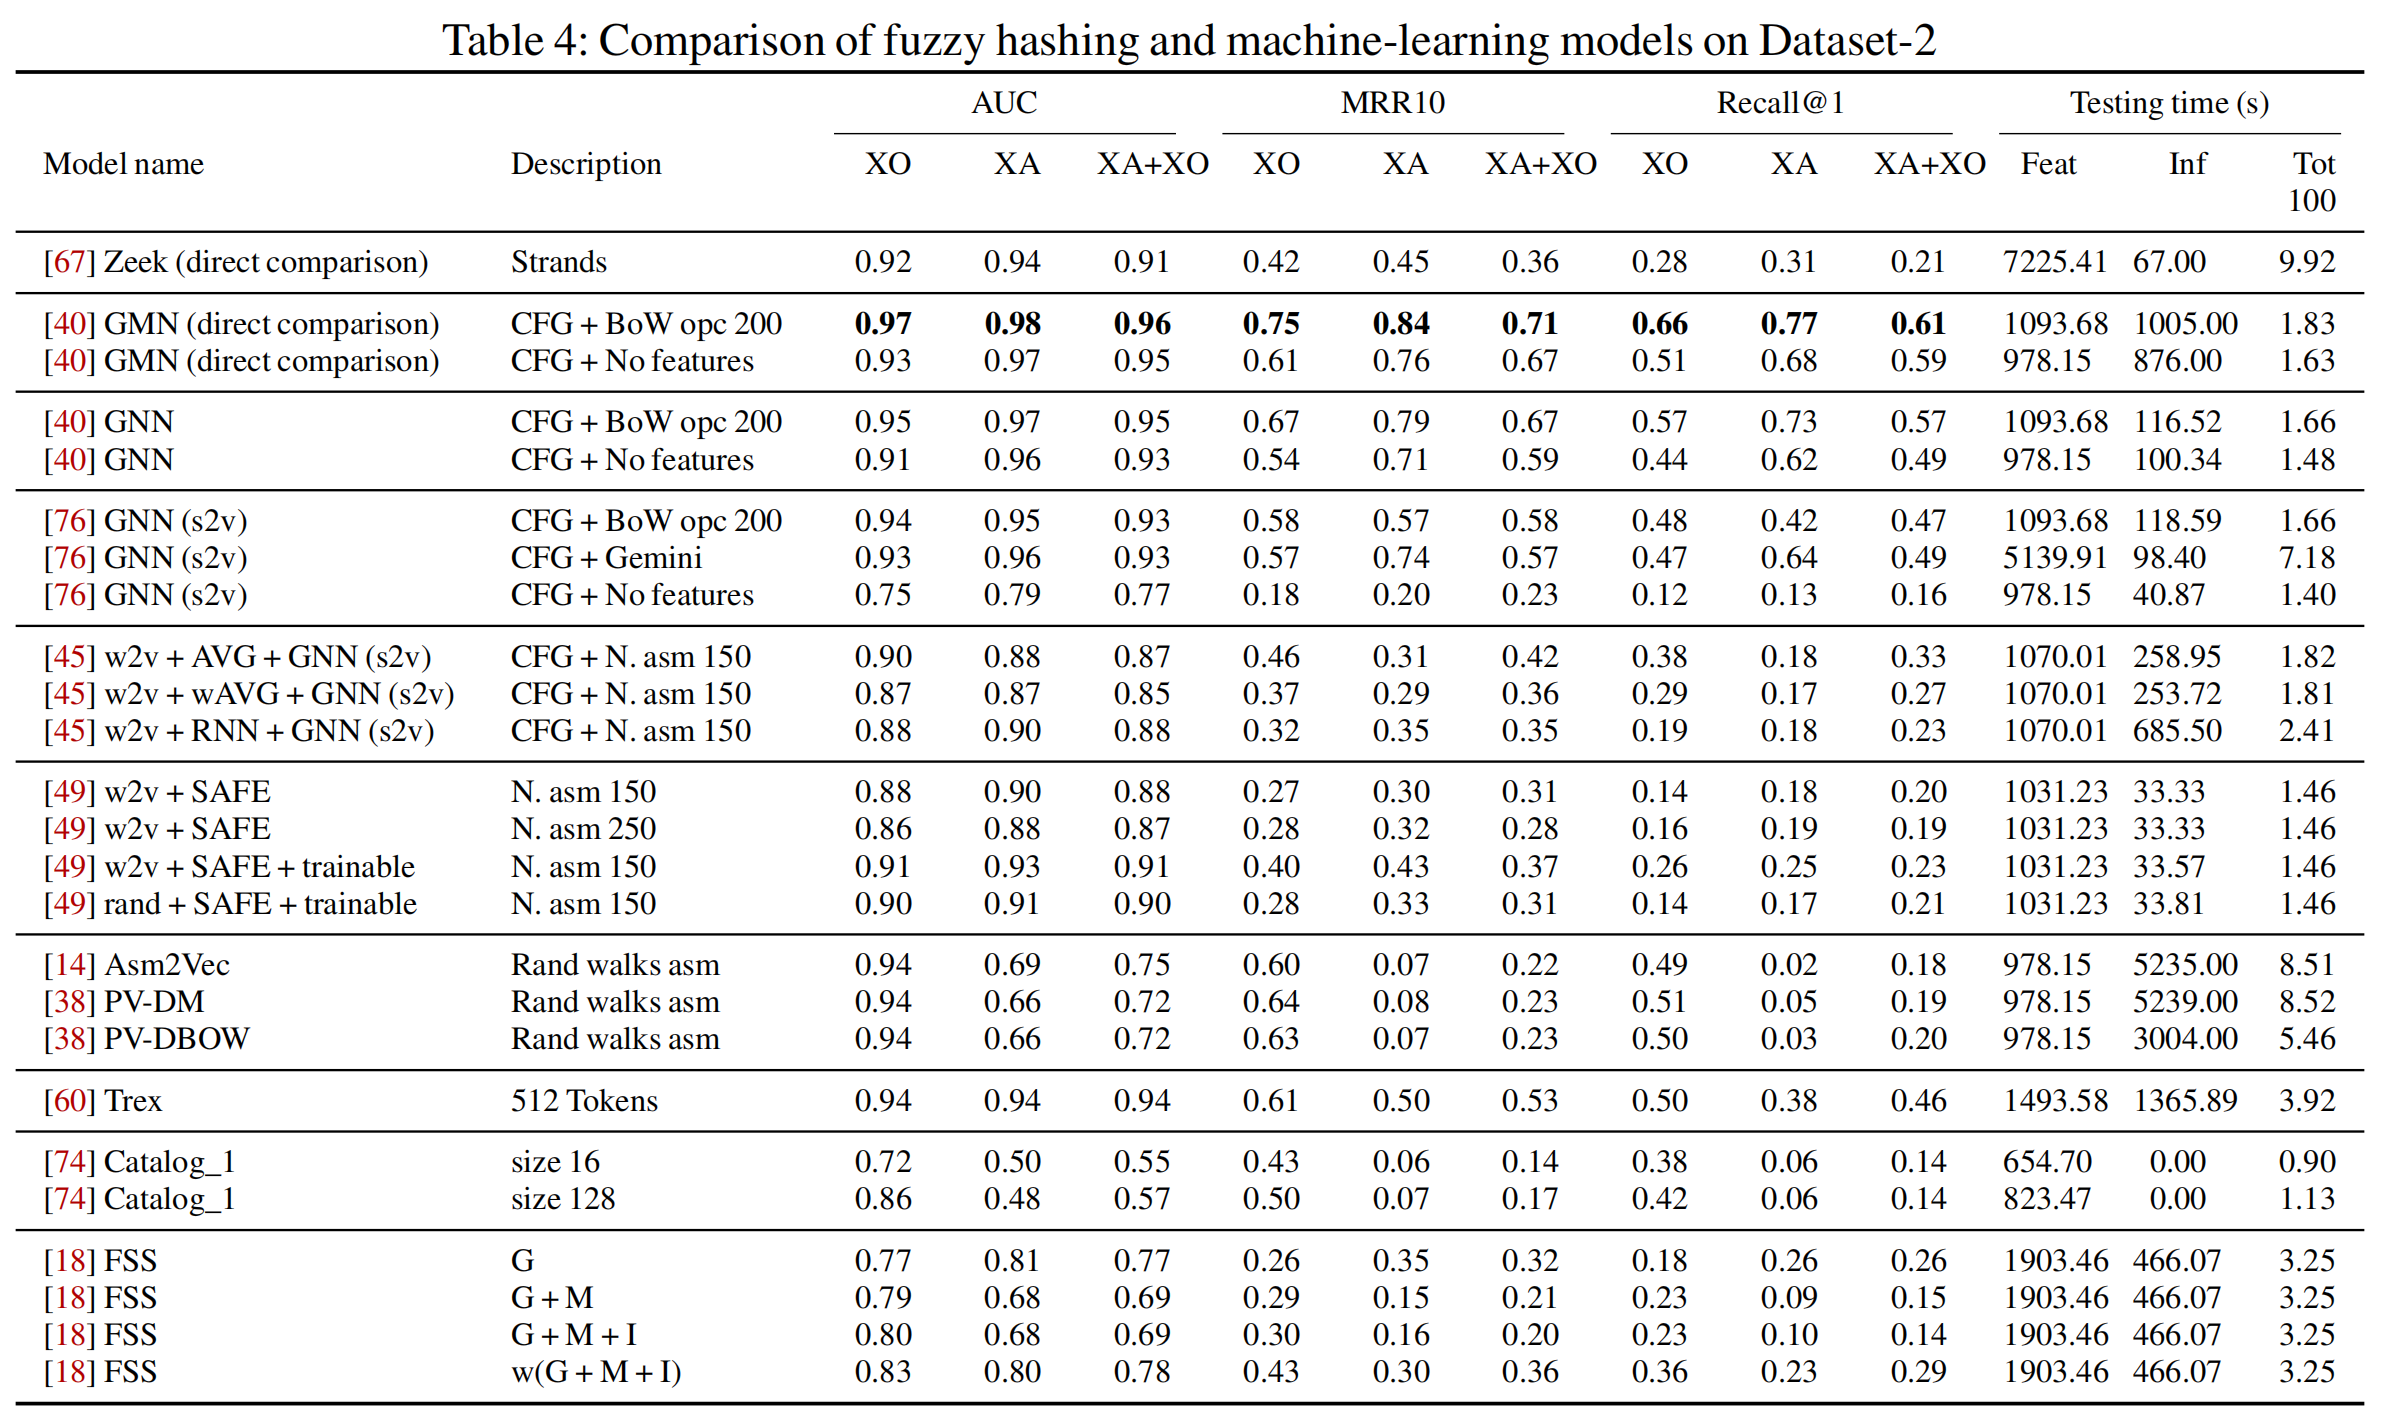 Table 4: Comparison of fuzzy hashing and machine-learning models on Dataset-2
AUC MRR10 Recall@1 Testing time (s)
Model name Description XO XA XA+XO XO XA XA+XO XO XA XA+XO Feat Inf Tot
100
[67] Zeek (direct comparison) Strands 0.92 0.94 0.91 0.42 0.45 0.36 0.28 0.31 0.21 7225.41 67.00 9.92
[40] GMN (direct comparison) CFG + BoW opc 200 0.97 0.98 0.96 0.75 0.84 0.71 0.66 0.77 0.61 1093.68 1005.00 1.83
[40] GMN (direct comparison) CFG + No features 0.93 0.97 0.95 0.61 0.76 0.67 0.51 0.68 0.59 978.15 876.00 1.63
[40] GNN CFG + BoW opc 200 0.95 0.97 0.95 0.67 0.79 0.67 0.57 0.73 0.57 1093.68 116.52 1.66
[40] GNN CFG + No features 0.91 0.96 0.93 0.54 0.71 0.59 0.44 0.62 0.49 978.15 100.34 1.48
[76] GNN (s2v) CFG + BoW opc 200 0.94 0.95 0.93 0.58 0.57 0.58 0.48 0.42 0.47 1093.68 118.59 1.66
[76] GNN (s2v) CFG + Gemini 0.93 0.96 0.93 0.57 0.74 0.57 0.47 0.64 0.49 5139.91 98.40 7.18
[76] GNN (s2v) CFG + No features 0.75 0.79 0.77 0.18 0.20 0.23 0.12 0.13 0.16 978.15 40.87 1.40
[45] w2v + AVG + GNN (s2v) CFG + N. asm 150 0.90 0.88 0.87 0.46 0.31 0.42 0.38 0.18 0.33 1070.01 258.95 1.82
[45] w2v + wAVG + GNN (s2v) CFG + N. asm 150 0.87 0.87 0.85 0.37 0.29 0.36 0.29 0.17 0.27 1070.01 253.72 1.81
[45] w2v + RNN + GNN (s2v) CFG + N. asm 150 0.88 0.90 0.88 0.32 0.35 0.35 0.19 0.18 0.23 1070.01 685.50 2.41
[49] w2v + SAFE N. asm 150 0.88 0.90 0.88 0.27 0.30 0.31 0.14 0.18 0.20 1031.23 33.33 1.46
[49] w2v + SAFE N. asm 250 0.86 0.88 0.87 0.28 0.32 0.28 0.16 0.19 0.19 1031.23 33.33 1.46
[49] w2v + SAFE + trainable N. asm 150 0.91 0.93 0.91 0.40 0.43 0.37 0.26 0.25 0.23 1031.23 33.57 1.46
[49] rand + SAFE + trainable N. asm 150 0.90 0.91 0.90 0.28 0.33 0.31 0.14 0.17 0.21 1031.23 33.81 1.46
[14] Asm2Vec Rand walks asm 0.94 0.69 0.75 0.60 0.07 0.22 0.49 0.02 0.18 978.15 5235.00 8.51
[38] PV-DM Rand walks asm 0.94 0.66 0.72 0.64 0.08 0.23 0.51 0.05 0.19 978.15 5239.00 8.52
[38] PV-DBOW Rand walks asm 0.94 0.66 0.72 0.63 0.07 0.23 0.50 0.03 0.20 978.15 3004.00 5.46
[60] Trex 512 Tokens 0.94 0.94 0.94 0.61 0.50 0.53 0.50 0.38 0.46 1493.58 1365.89 3.92
[74] Catalog_1 size 16 0.72 0.50 0.55 0.43 0.06 0.14 0.38 0.06 0.14 654.70 0.00 0.90
[74] Catalog_1 size 128 0.86 0.48 0.57 0.50 0.07 0.17 0.42 0.06 0.14 823.47 0.00 1.13
[18] FSS G 0.77 0.81 0.77 0.26 0.35 0.32 0.18 0.26 0.26 1903.46 466.07 3.25
[18] FSS G + M 0.79 0.68 0.69 0.29 0.15 0.21 0.23 0.09 0.15 1903.46 466.07 3.25
[18] FSS G + M + I 0.80 0.68 0.69 0.30 0.16 0.20 0.23 0.10 0.14 1903.46 466.07 3.25
[18] FSS w(G + M + I) 0.83 0.80 0.78 0.43 0.30 0.36 0.36 0.23 0.29 1903.46 466.07 3.25